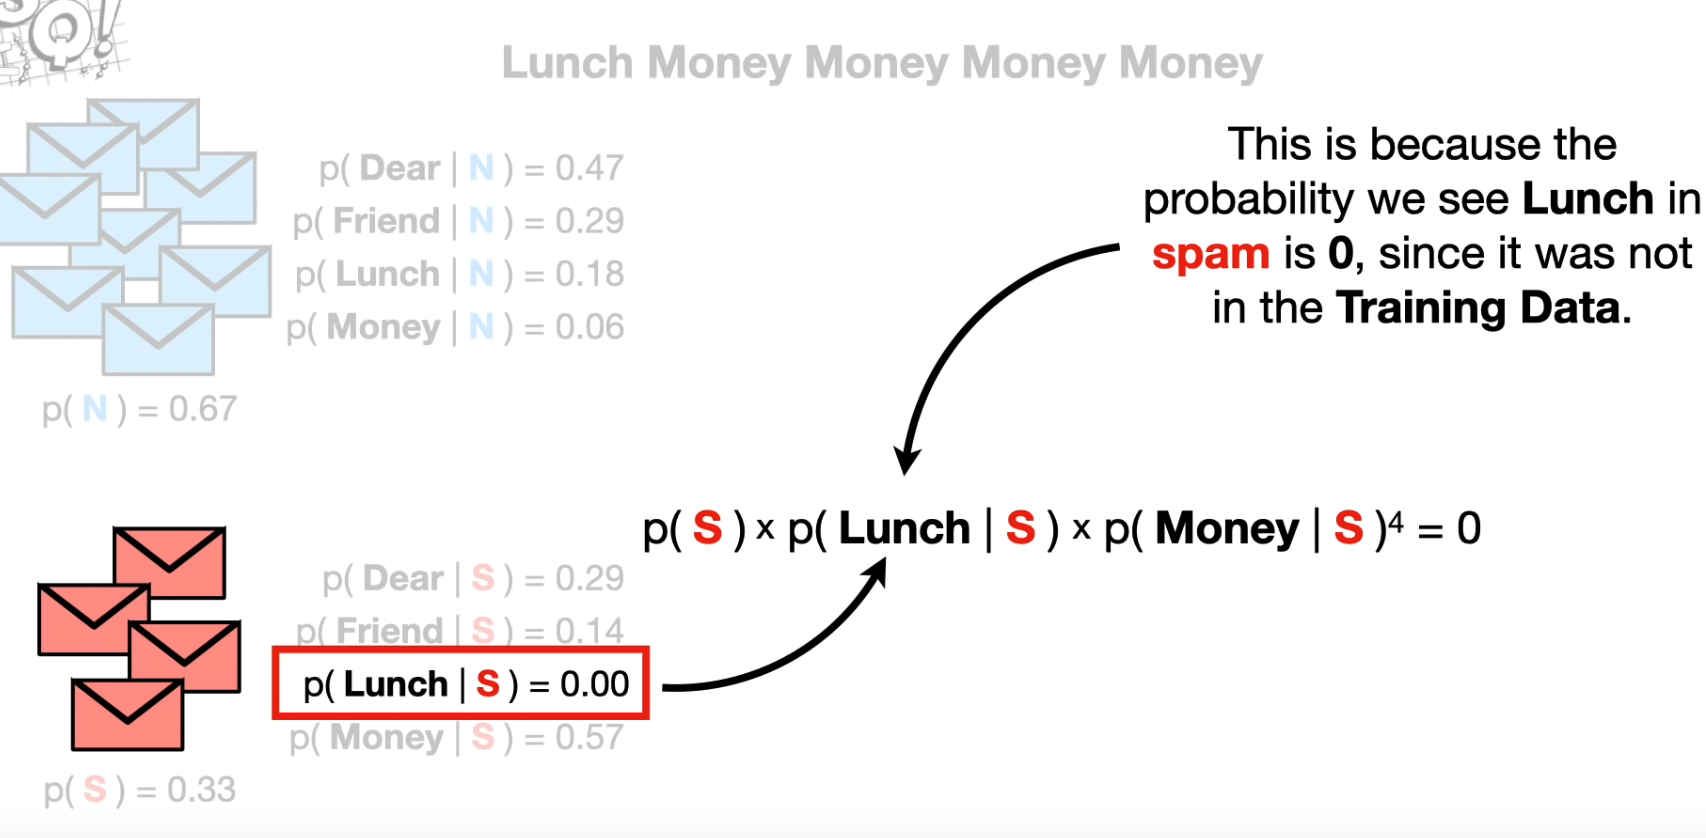 Lunch Money Money Money Money
This is because the
probability we see Lunch in
spam is 0, since it was not
in the Training Data.
p( Dear | N ) = 0.47
p( Friend | N ) = 0.29
p( Lunch | N ) = 0.18
p( Money | N ) = 0.06
p( N ) = 0.67
p( S ) x p( Lunch | S ) x p( Money | S )⁴ = 0
p( Dear | S ) = 0.29
p( Friend | S ) = 0.14
p( Lunch | S ) = 0.00
p( Money | S ) = 0.57
p( S ) = 0.33